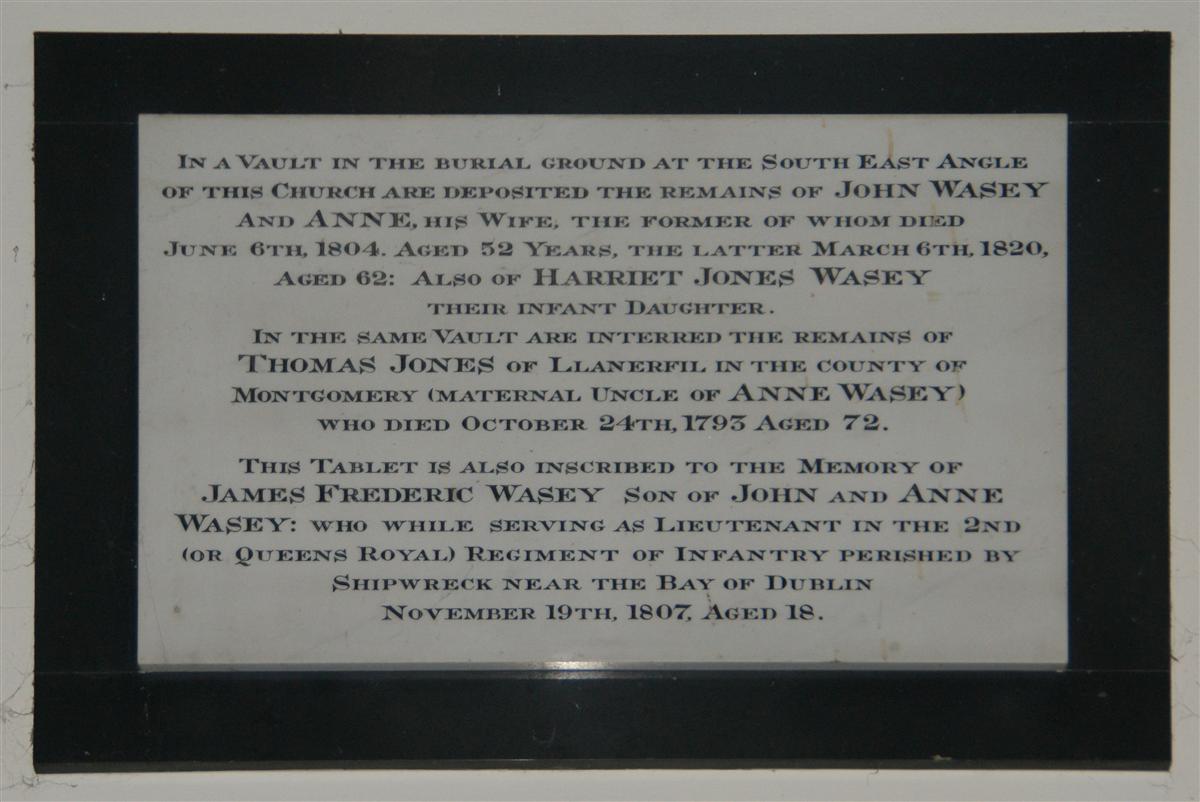 In a Vault in the burial ground at the South East Angle
of this Church are deposited the remains of JOHN WASEY
and ANNE, his Wife, the former of whom died
June 6th, 1804. Aged 52 Years, the latter March 6th, 1820,
Aged 62: Also of HARRIET JONES WASEY
their infant Daughter.
In the same Vault are interred the remains of
THOMAS JONES of Llanerfil in the county of
Montgomery (maternal Uncle of ANNE WASEY)
who died October 24th, 1793 Aged 72.
This Tablet is also inscribed to the Memory of
JAMES FREDERIC WASEY Son of JOHN and ANNE
WASEY: who while serving as Lieutenant in the 2nd
(or Queens Royal) Regiment of Infantry perished by
Shipwreck near the Bay of Dublin
November 19th, 1807, Aged 18.